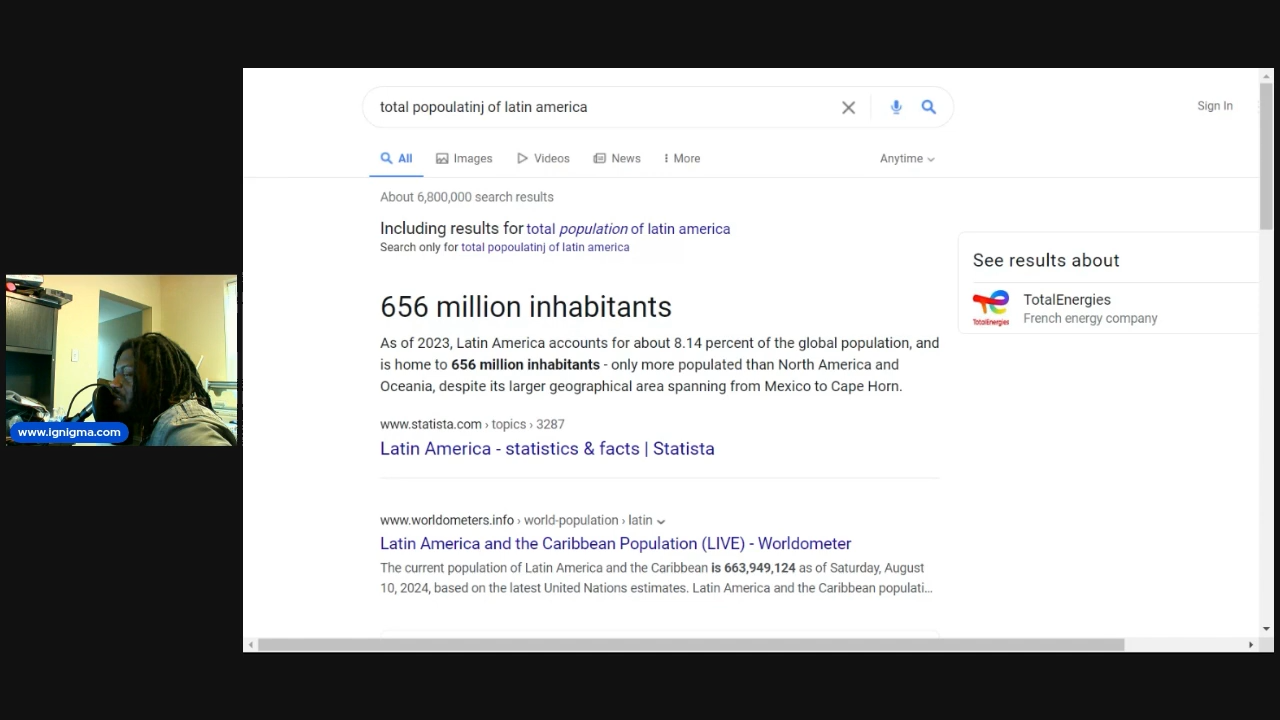 total popoulatinj of latin america
Sign In
All Images Videos News More Anytime
About 6,800,000 search results
Including results for total population of latin america
Search only for total popoulatinj of latin america
656 million inhabitants
As of 2023, Latin America accounts for about 8.14 percent of the global population, and
is home to 656 million inhabitants - only more populated than North America and
Oceania, despite its larger geographical area spanning from Mexico to Cape Horn.
www.statista.com › topics › 3287
Latin America - statistics & facts | Statista
www.worldometers.info › world-population › latin
Latin America and the Caribbean Population (LIVE) - Worldometer
The current population of Latin America and the Caribbean is 663,949,124 as of Saturday, August
10, 2024, based on the latest United Nations estimates. Latin America and the Caribbean populati...
See results about
TotalEnergies
TotalEnergies
French energy company
www.ignigma.com